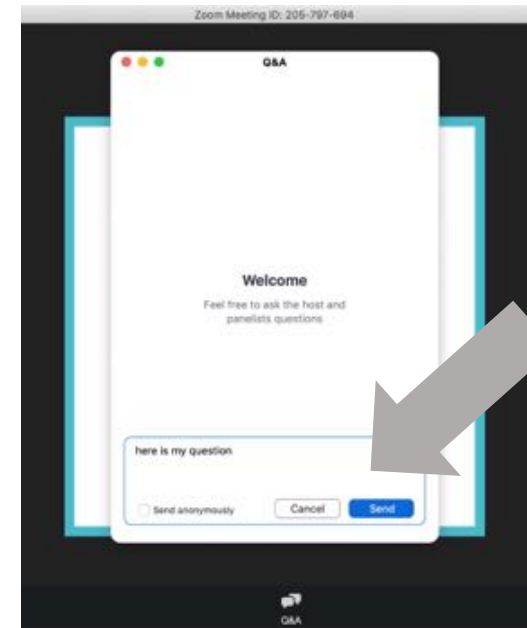 Zoom Meeting ID: 205-797-694
Q&A
Welcome
Feel free to ask the host and
panelists questions
here is my question
Send anonymously
Cancel
Send
Q&A